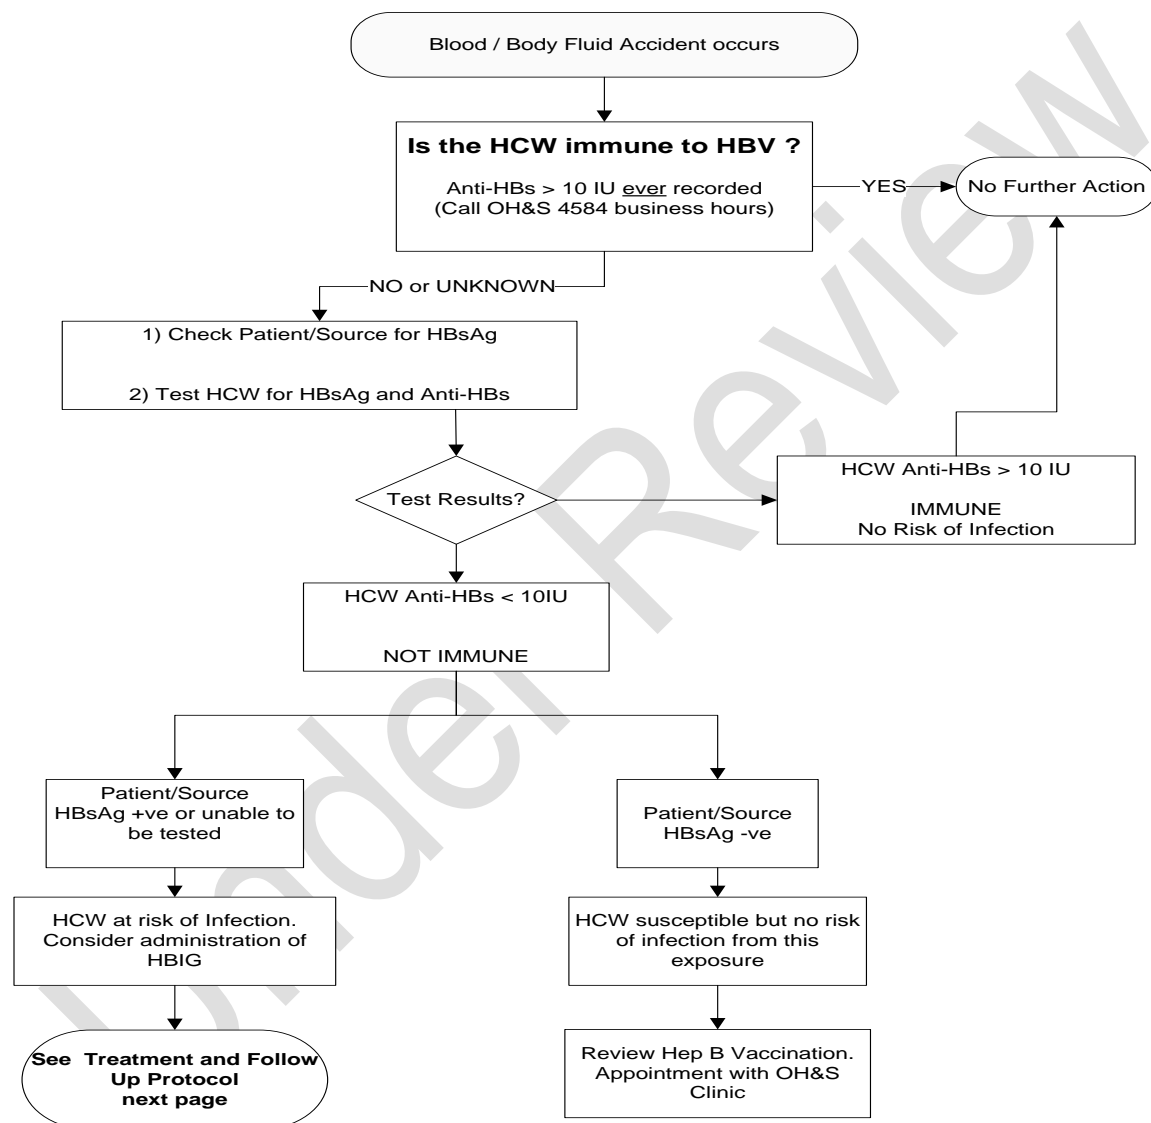 Blood / Body Fluid Accident occurs
Is the HCW immune to HBV ?
Anti-HBs > 10 IU ever recorded
(Call OH&S 4584 business hours)
YES
No Further Action
NO or UNKNOWN
1) Check Patient/Source for HBsAg
2) Test HCW for HBsAg and Anti-HBs
Test Results?
HCW Anti-HBs > 10 IU
IMMUNE
No Risk of Infection
HCW Anti-HBs < 10IU
NOT IMMUNE
Patient/Source
HBsAg +ve or unable to
be tested
Patient/Source
HBsAg -ve
HCW at risk of Infection.
Consider administration of
HBIG
HCW susceptible but no risk
of infection from this
exposure
See Treatment and Follow
Up Protocol
next page
Review Hep B Vaccination.
Appointment with OH&S
Clinic
Under Review